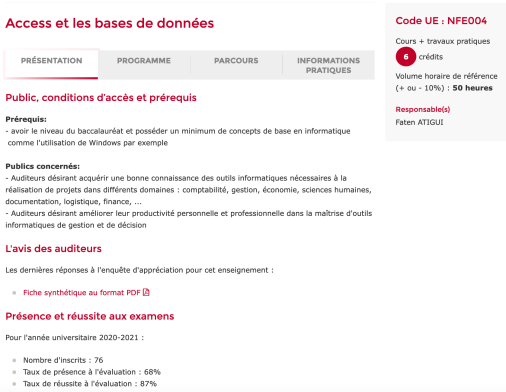 Access et les bases de données
PRÉSENTATION
PROGRAMME
PARCOURS
INFORMATIONS
PRATIQUES
Public, conditions d'accès et prérequis
Prérequis:
- avoir le niveau du baccalauréat et posséder un minimum de concepts de base en informatique
comme l'utilisation de Windows par exemple
Publics concernés:
- Auditeurs désirant acquérir une bonne connaissance des outils informatiques nécessaires à la
réalisation de projets dans différents domaines : comptabilité, gestion, économie, sciences humaines,
documentation, logistique, finance, ...
- Auditeurs désirant améliorer leur productivité personnelle et professionnelle dans la maîtrise d'outils
informatiques de gestion et de décision
L'avis des auditeurs
Les dernières réponses à l'enquête d'appréciation pour cet enseignement :
Fiche synthétique au format PDF
Présence et réussite aux examens
Pour l'année universitaire 2020-2021 :
Nombre d'inscrits : 76
Taux de présence à l'évaluation : 68%
Taux de réussite à l'évaluation : 87%
Code UE : NFE004
Cours + travaux pratiques
6 crédits
Volume horaire de référence
(+ ou - 10%) : 50 heures
Responsable(s)
Faten ATIGUI